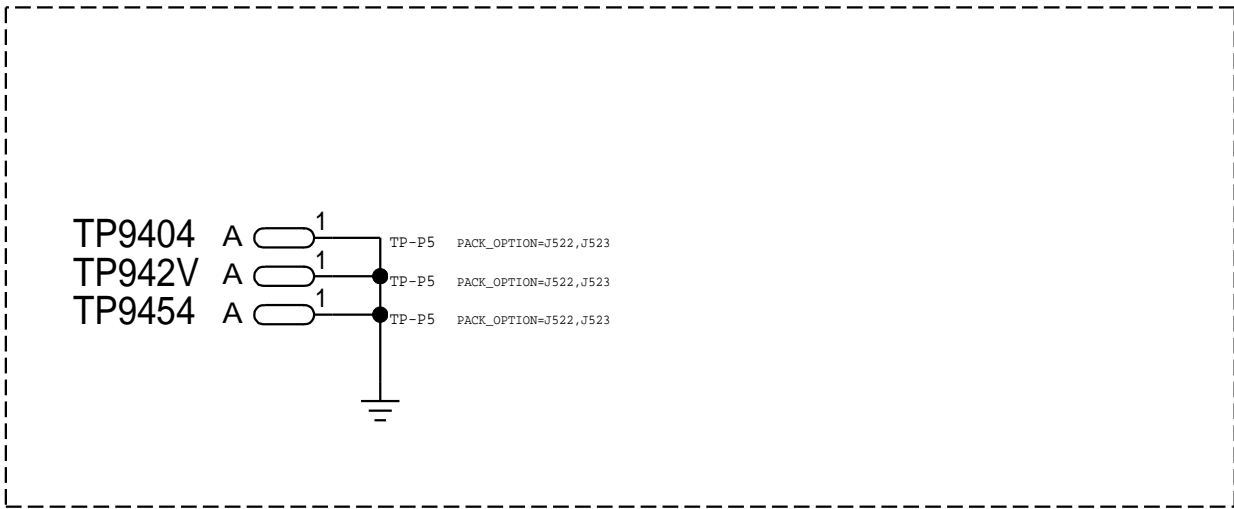 TP9404 A 1 TP-P5 PACK_OPTION=J522,J523
TP942V A 1 TP-P5 PACK_OPTION=J522,J523
TP9454 A 1 TP-P5 PACK_OPTION=J522,J523